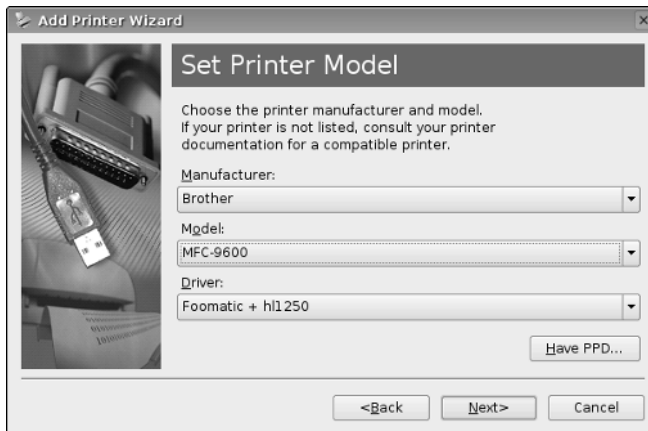 Add Printer Wizard
Set Printer Model
Choose the printer manufacturer and model.
If your printer is not listed, consult your printer
documentation for a compatible printer.
Manufacturer:
Brother
Model:
MFC-9600
Driver:
Foomatic + hl1250
Have PPD...
<Back
Next>
Cancel